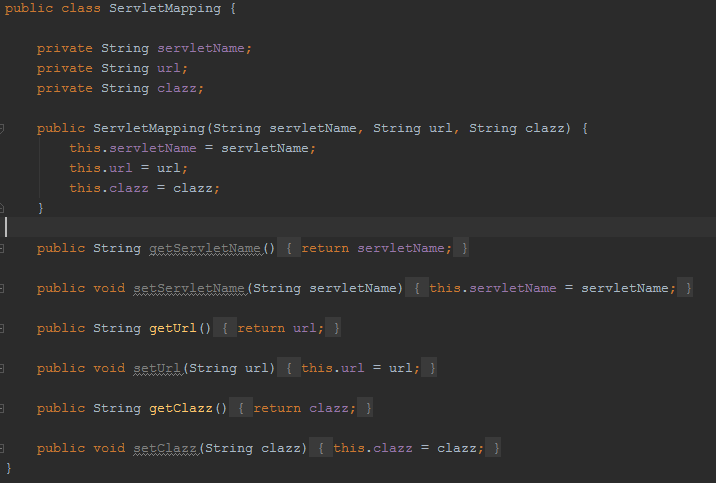 public class ServletMapping {
private String servletName;
private String url;
private String clazz;
public ServletMapping(String servletName, String url, String clazz) {
this.servletName = servletName;
this.url = url;
this.clazz = clazz;
}
public String getServletName() { return servletName; }
public void setServletName(String servletName) { this.servletName = servletName; }
public String getUrl() { return url; }
public void setUrl(String url) { this.url = url; }
public String getClazz() { return clazz; }
public void setClazz(String clazz) { this.clazz = clazz; }
}